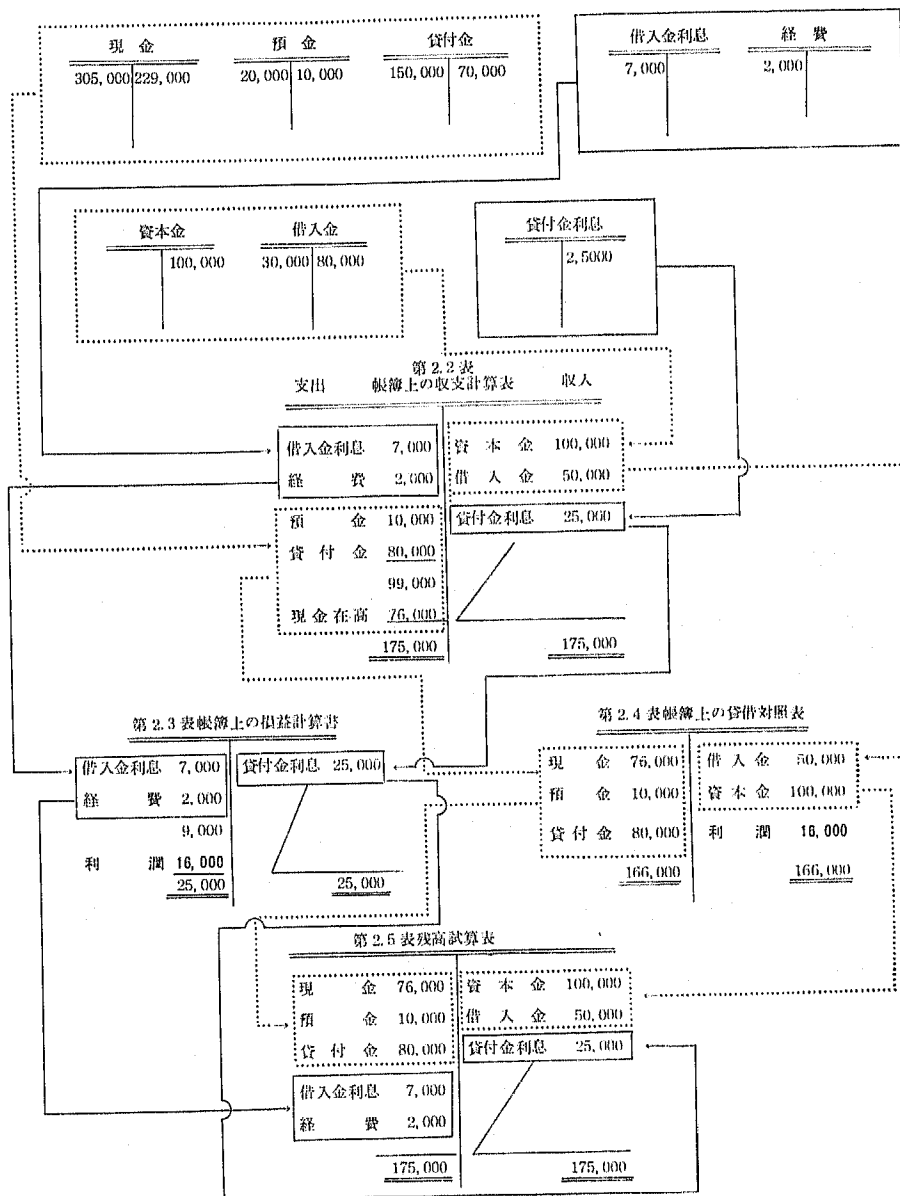 現金 預金 貸付金 借入金利息 経費
305,000 229,000 20,000 10,000 150,000 70,000 7,000 2,000
資本金 借入金 貸付金利息
100,000 30,000 80,000 2,5000
第2.2表
支出 帳簿上の収支計算表 収入
借入金利息 7,000 資本金 100,000
経費 2,000 借入金 50,000
預金 10,000 貸付金利息 25,000
貸付金 80,000
99,000
現金在高 76,000
175,000 175,000
第2.3表帳簿上の損益計算書
借入金利息 7,000 貸付金利息 25,000
経費 2,000
9,000
利潤 16,000
25,000 25,000
第2.4表帳簿上の貸借対照表
現金 76,000 借入金 50,000
預金 10,000 資本金 100,000
貸付金 80,000 利潤 16,000
166,000 166,000
第2.5表残高試算表
現金 76,000 資本金 100,000
預金 10,000 借入金 50,000
貸付金 80,000 貸付金利息 25,000
借入金利息 7,000
経費 2,000
175,000 175,000